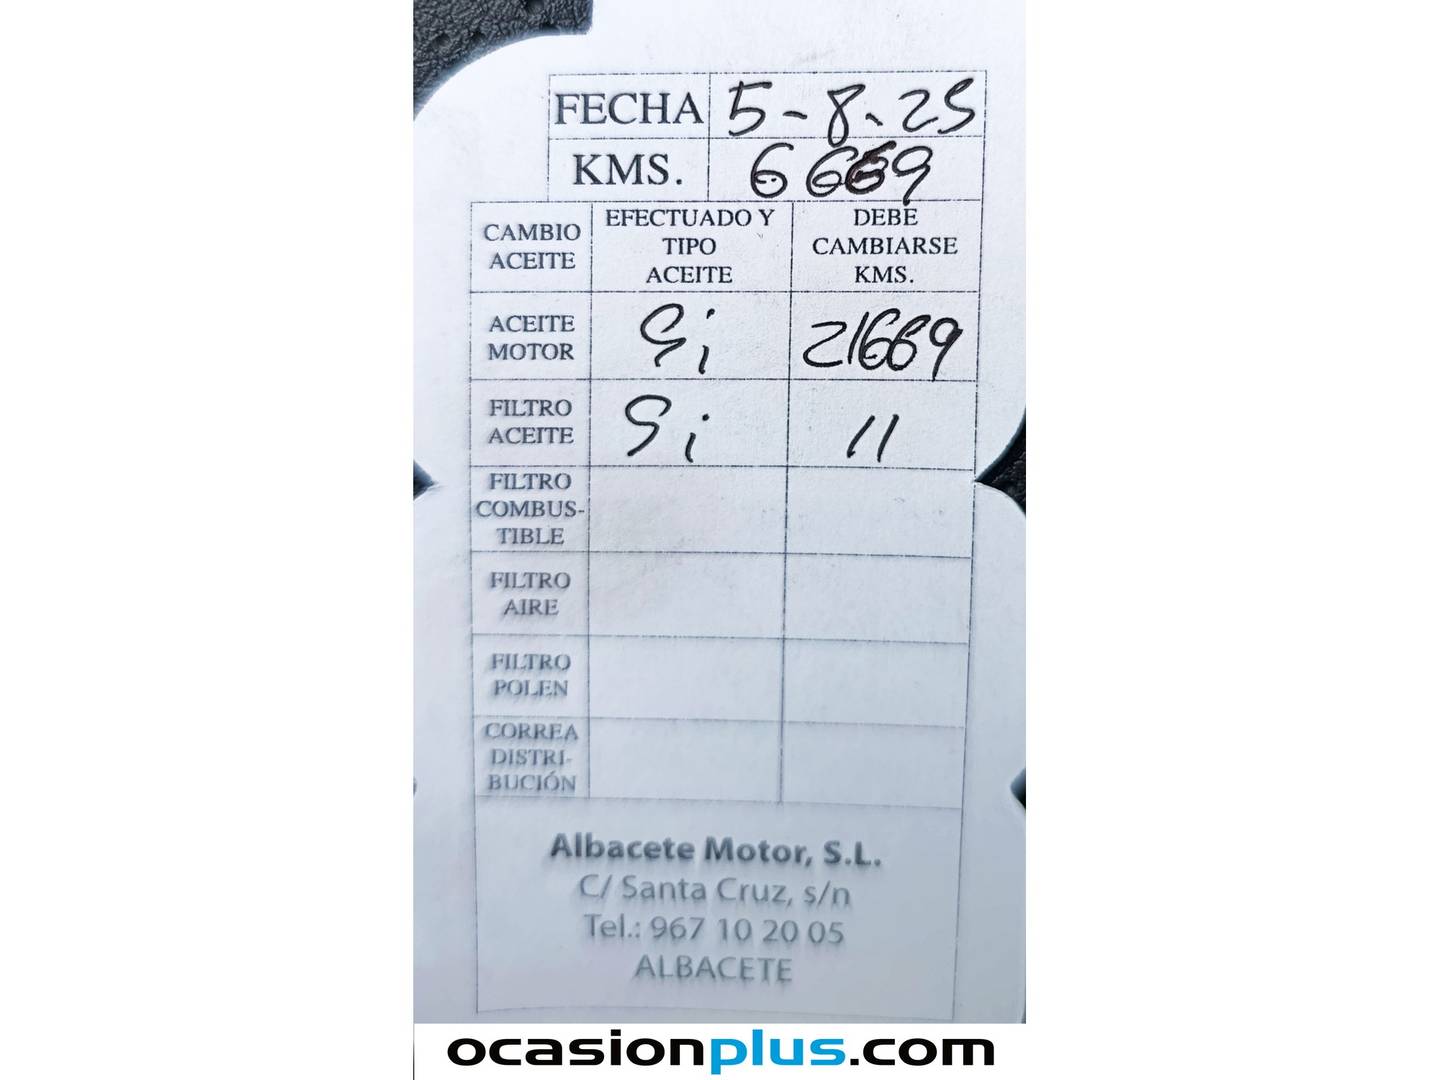 FECHA 5-8-25
KMS. 6669
CAMBIO
ACEITE
EFECTUADO Y
TIPO
ACEITE
DEBE
CAMBIARSE
KMS.
ACEITE
MOTOR
Si
21669
FILTRO
ACEITE
Si
11
FILTRO
COMBUS-
TIBLE
FILTRO
AIRE
FILTRO
POLEN
CORREA
DISTRI-
BUCIÓN
Albacete Motor, S.L.
C/ Santa Cruz, s/n
Tel.: 967 10 20 05
ALBACETE
ocasionplus.com